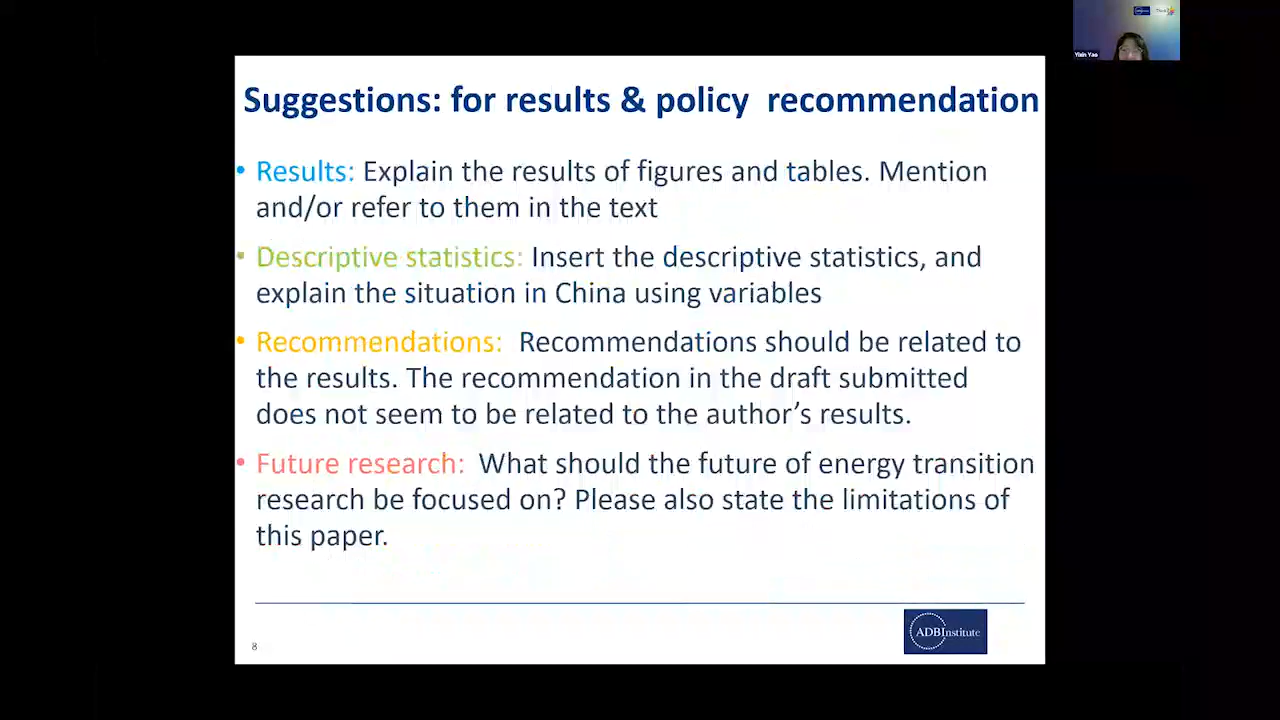 Suggestions: for results & policy recommendation
• Results: Explain the results of figures and tables. Mention
and/or refer to them in the text
• Descriptive statistics: Insert the descriptive statistics, and
explain the situation in China using variables
• Recommendations: Recommendations should be related to
the results. The recommendation in the draft submitted
does not seem to be related to the author's results.
• Future research: What should the future of energy transition
research be focused on? Please also state the limitations of
this paper.
8
ADBInstitute
Yixin Yao